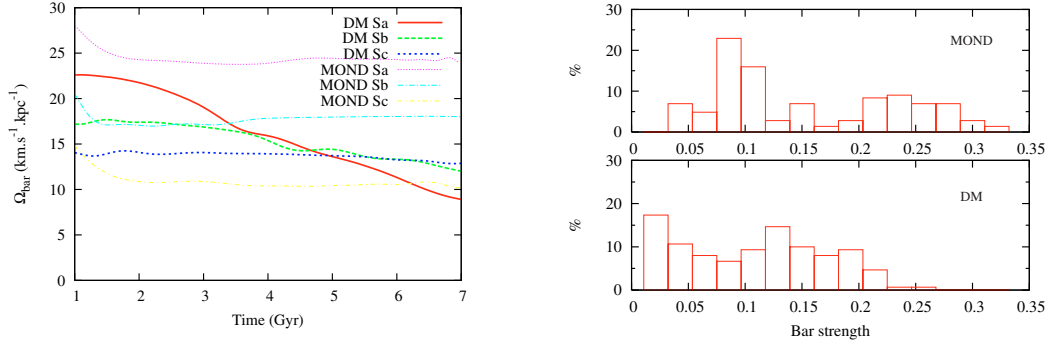 30
25
20
15
10
5
0
Ω_bar (km.s⁻¹.kpc⁻¹)
DM Sa
DM Sb
DM Sc
MOND Sa
MOND Sb
MOND Sc
1 2 3 4 5 6 7
Time (Gyr)
30
20
10
0
%
MOND
0 0.05 0.1 0.15 0.2 0.25 0.3 0.35
30
20
10
0
%
DM
0 0.05 0.1 0.15 0.2 0.25 0.3 0.35
Bar strength